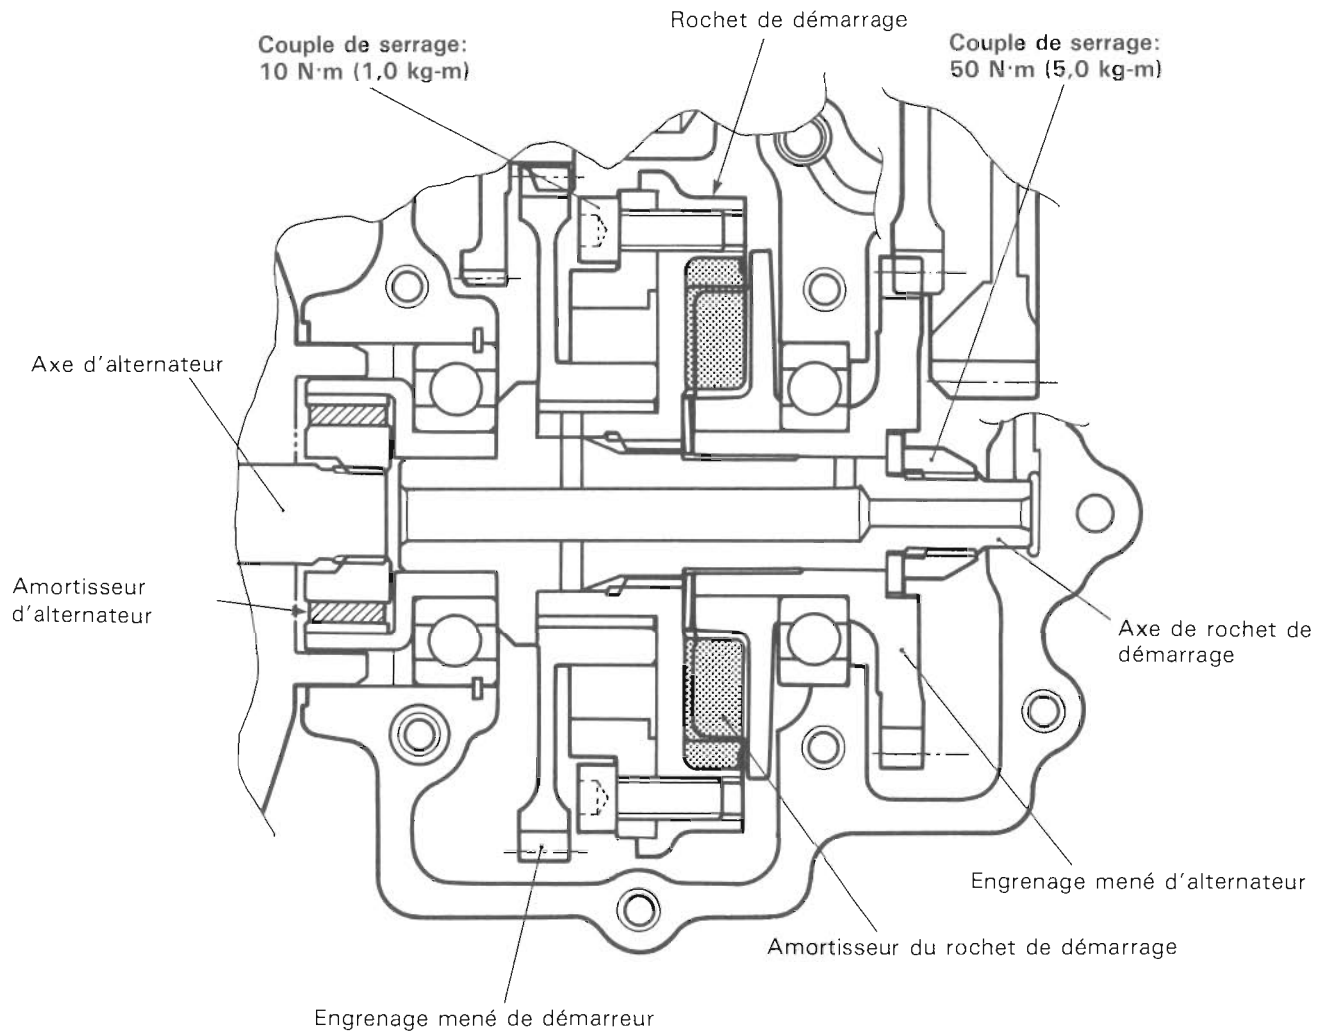 Rochet de démarrage
Couple de serrage:
10 N·m (1,0 kg-m)
Couple de serrage:
50 N·m (5,0 kg-m)
Axe d'alternateur
Amortisseur
d'alternateur
Axe de rochet de
démarrage
Engrenage mené d'alternateur
Amortisseur du rochet de démarrage
Engrenage mené de démarreur